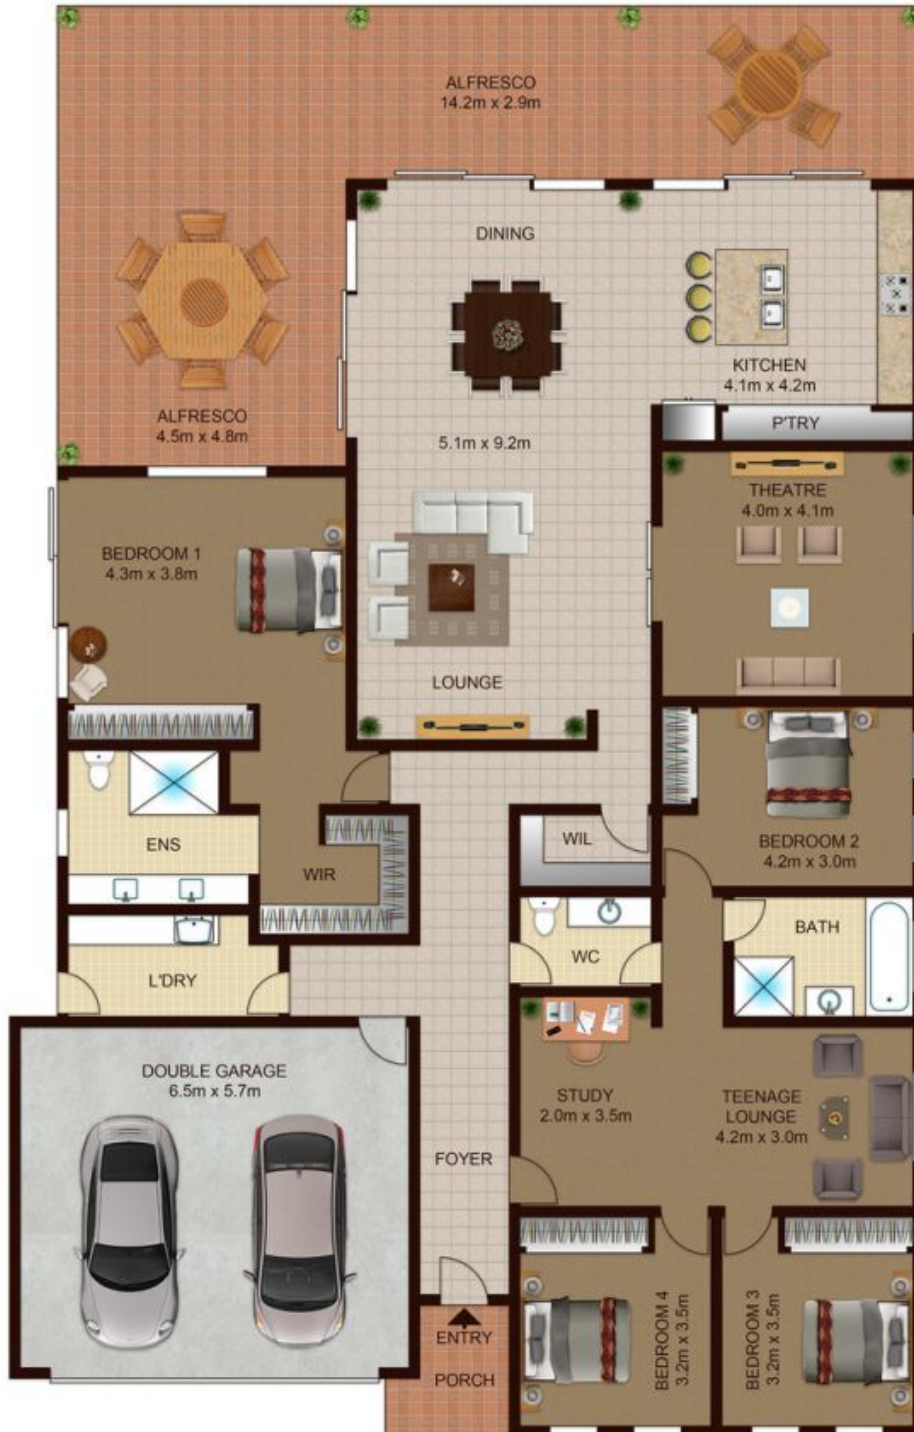 ALFRESCO
14.2m x 2.9m
DINING
KITCHEN
4.1m x 4.2m
ALFRESCO
4.5m x 4.8m
P'TRY
5.1m x 9.2m
THEATRE
4.0m x 4.1m
BEDROOM 1
4.3m x 3.8m
LOUNGE
ENS
WIR
WIL
BEDROOM 2
4.2m x 3.0m
BATH
WC
L'DRY
DOUBLE GARAGE
6.5m x 5.7m
STUDY
2.0m x 3.5m
TEENAGE
LOUNGE
4.2m x 3.0m
FOYER
BEDROOM 4
3.2m x 3.5m
BEDROOM 3
3.2m x 3.5m
ENTRY
PORCH